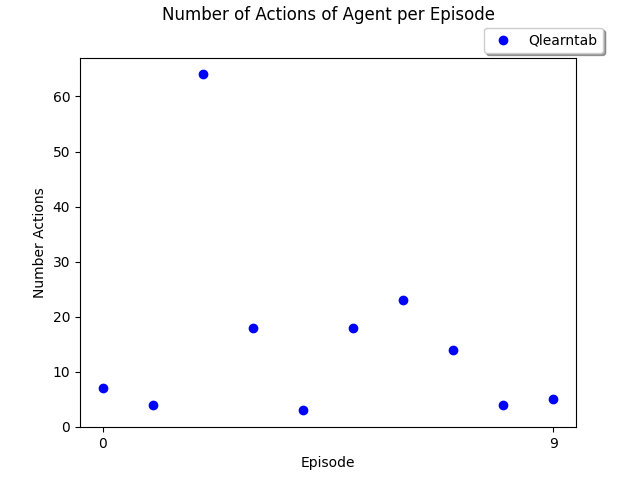 Number of Actions of Agent per Episode
Qlearntab
60
50
40
30
20
10
0
Number Actions
0 9
Episode